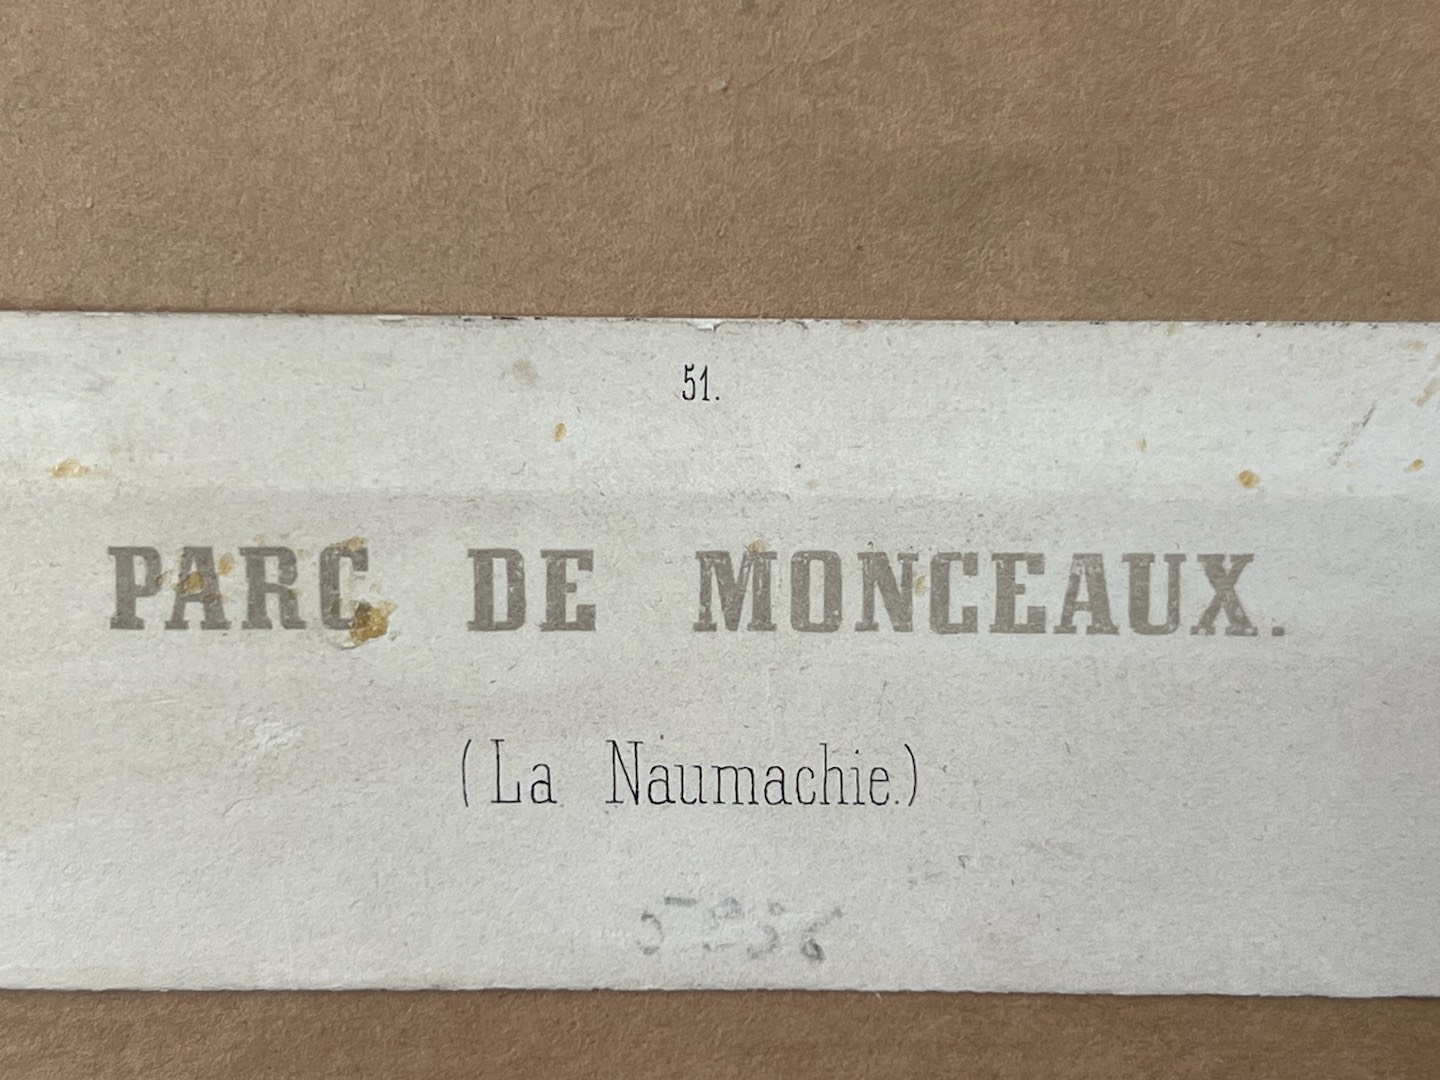 51.
PARC DE MONCEAUX.
(La Naumachie.)